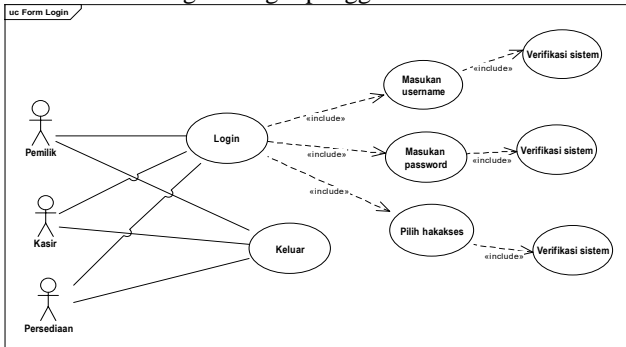 uc Form Login
Pemilik
Kasir
Persediaan
Login
Keluar
«include»
«include»
«include»
Masukan
username
Masukan
password
Pilih hakakses
«include»
«include»
«include»
Verifikasi sistem
Verifikasi sistem
Verifikasi sistem